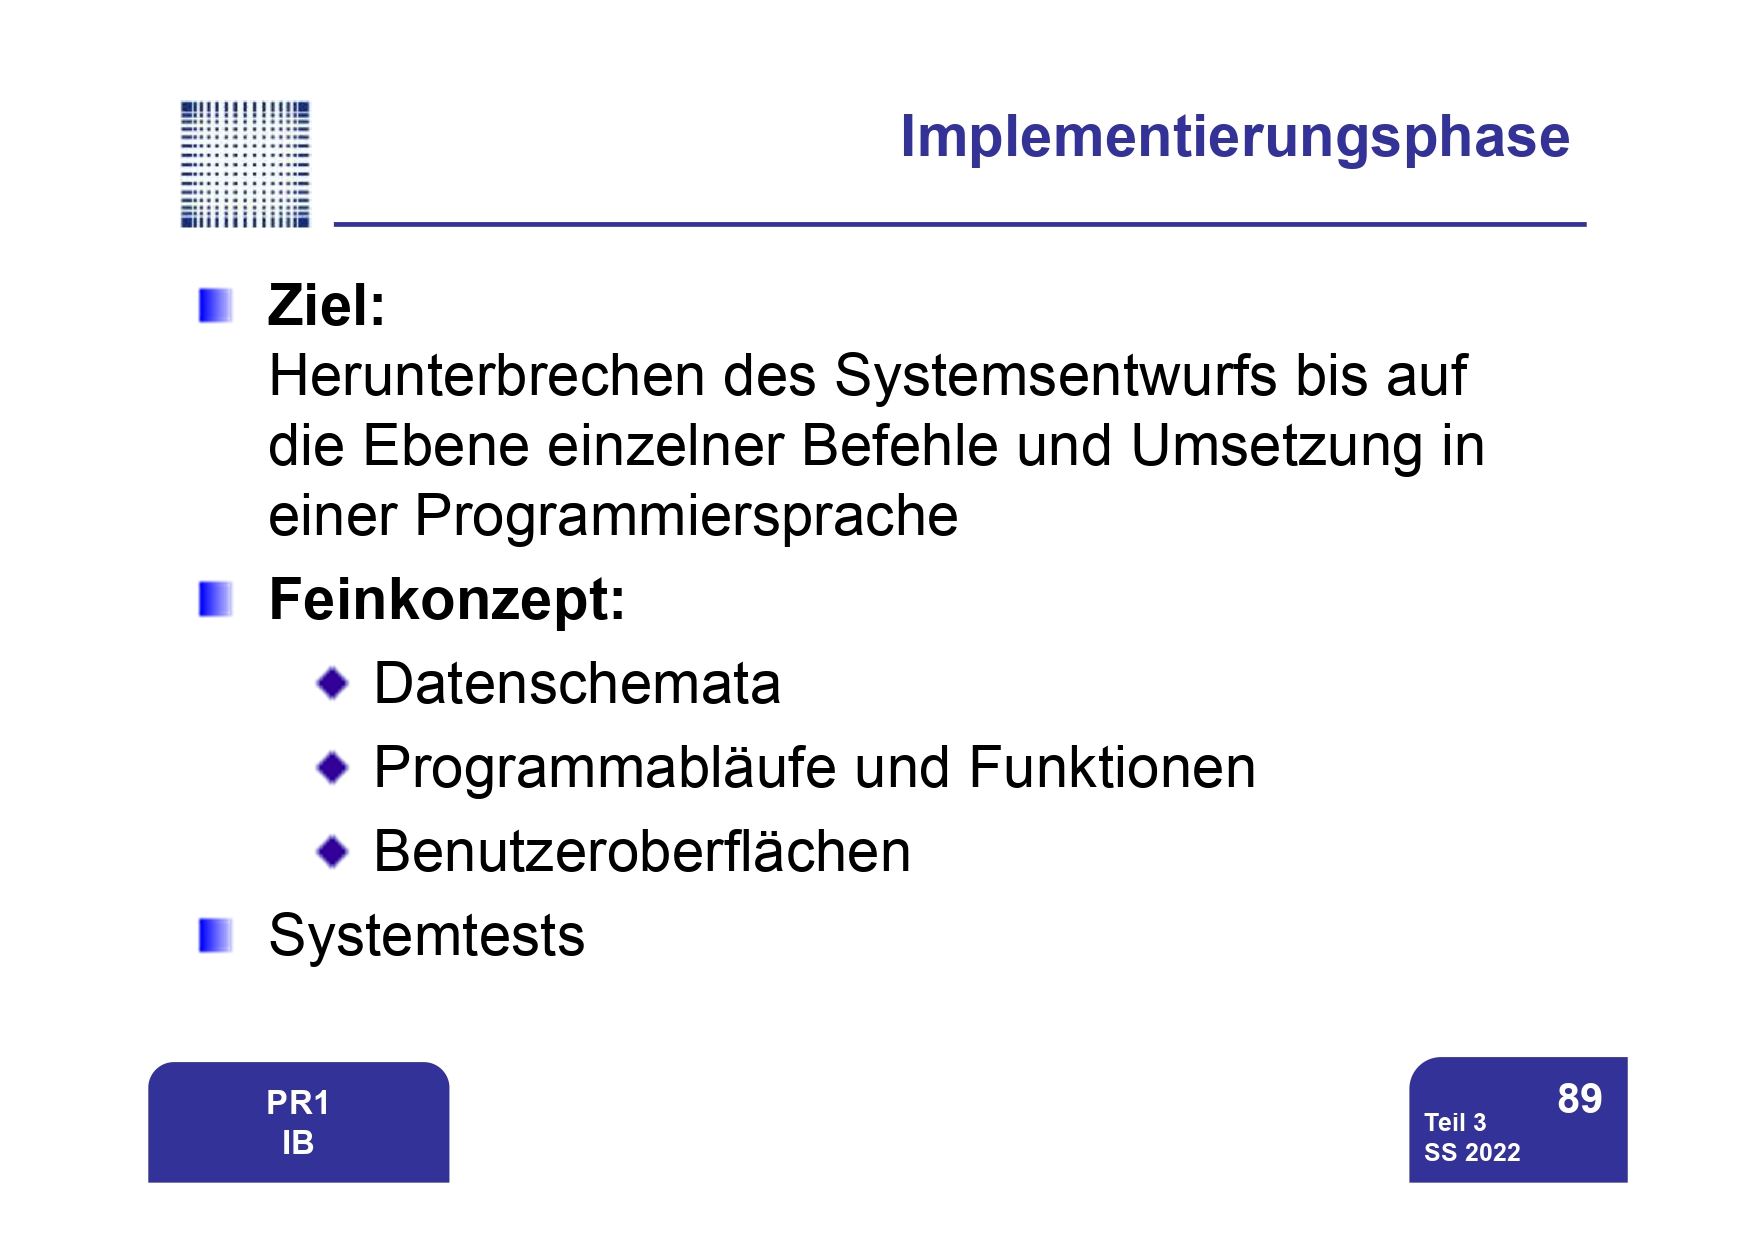 Implementierungsphase
Ziel:
Herunterbrechen des Systemsentwurfs bis auf
die Ebene einzelner Befehle und Umsetzung in
einer Programmiersprache
Feinkonzept:
Datenschemata
Programmabläufe und Funktionen
Benutzeroberflächen
Systemtests
PR1
IB
89
Teil 3
SS 2022